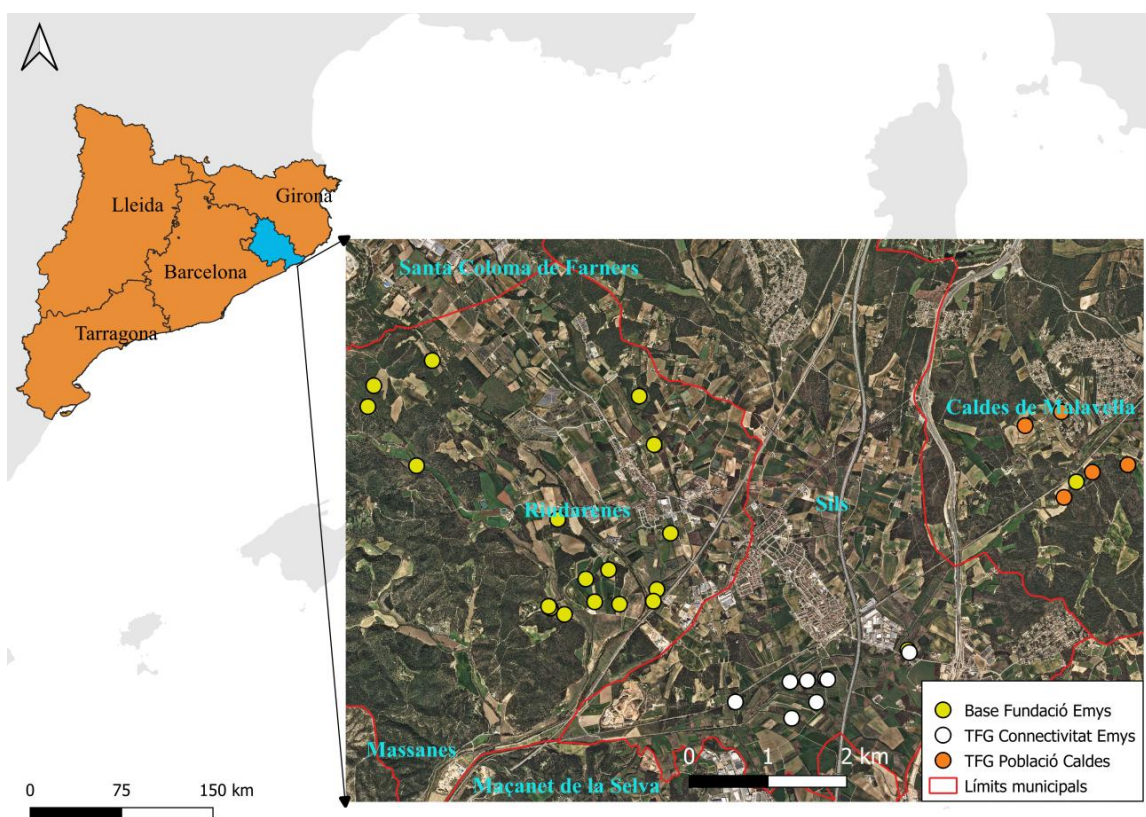 Lleida
Girona
Barcelona
Tarragona
Santa Coloma de Farners
Caldes de Malavella
Riudarenes
Sils
Massanes
Maçanet de la Selva
0 1 2 km
Base Fundació Emys
TFG Connectivitat Emys
TFG Població Caldes
Límits municipals
0 75 150 km